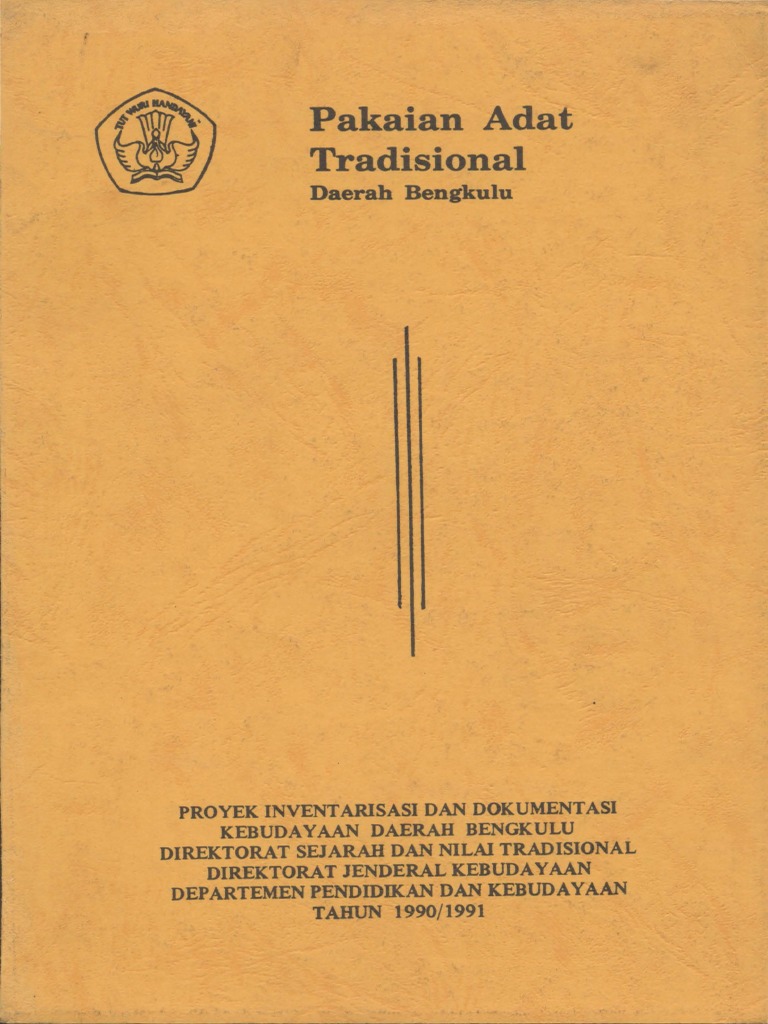 TUT WURI HANDAYANI
Pakaian Adat
Tradisional
Daerah Bengkulu
PROYEK INVENTARISASI DAN DOKUMENTASI
KEBUDAYAAN DAERAH BENGKULU
DIREKTORAT SEJARAH DAN NILAI TRADISIONAL
DIREKTORAT JENDERAL KEBUDAYAAN
DEPARTEMEN PENDIDIKAN DAN KEBUDAYAAN
TAHUN 1990/1991